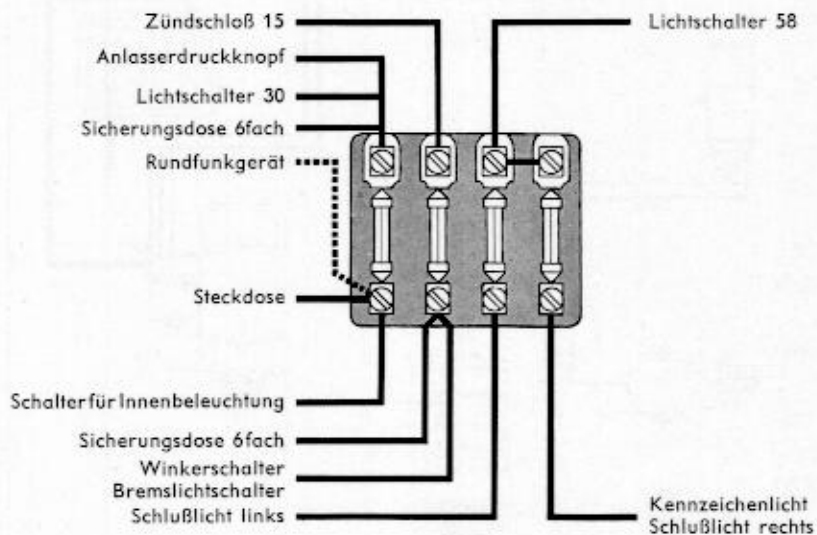 Zündschloß 15
Lichtschalter 58
Anlasserdruckknopf
Lichtschalter 30
Sicherungsdose 6fach
Rundfunkgerät
Steckdose
Schalter für Innenbeleuchtung
Sicherungsdose 6fach
Winkerschalter
Bremslichtschalter
Schlußlicht links
Kennzeichenlicht
Schlußlicht rechts